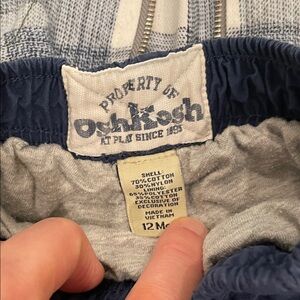 PROPERTY OF
OshKosh
AT PLAY SINCE 1895
SHELL:
70% COTTON
30% NYLON
LINING:
65% POLYESTER
35% COTTON
EXCLUSIVE OF
DECORATION
MADE IN
VIETNAM
12 Mo